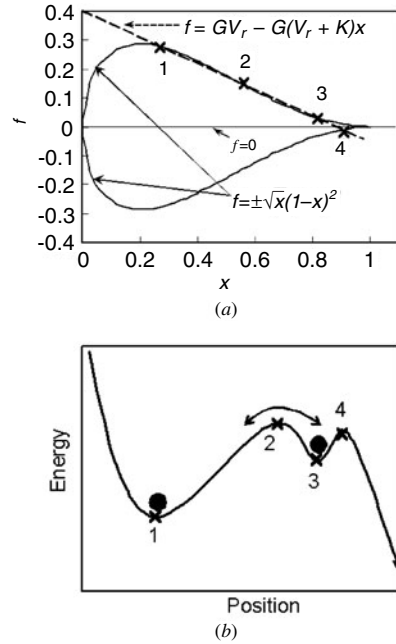 0.4
0.3
0.2
0.1
0
-0.1
-0.2
-0.3
-0.4
f
f = GVr – G(Vr + K)x
1
2
3
4
f=0
f=±√x(1–x)²
0 0.2 0.4 0.6 0.8 1
x
(a)
Energy
1
2
3
4
Position
(b)